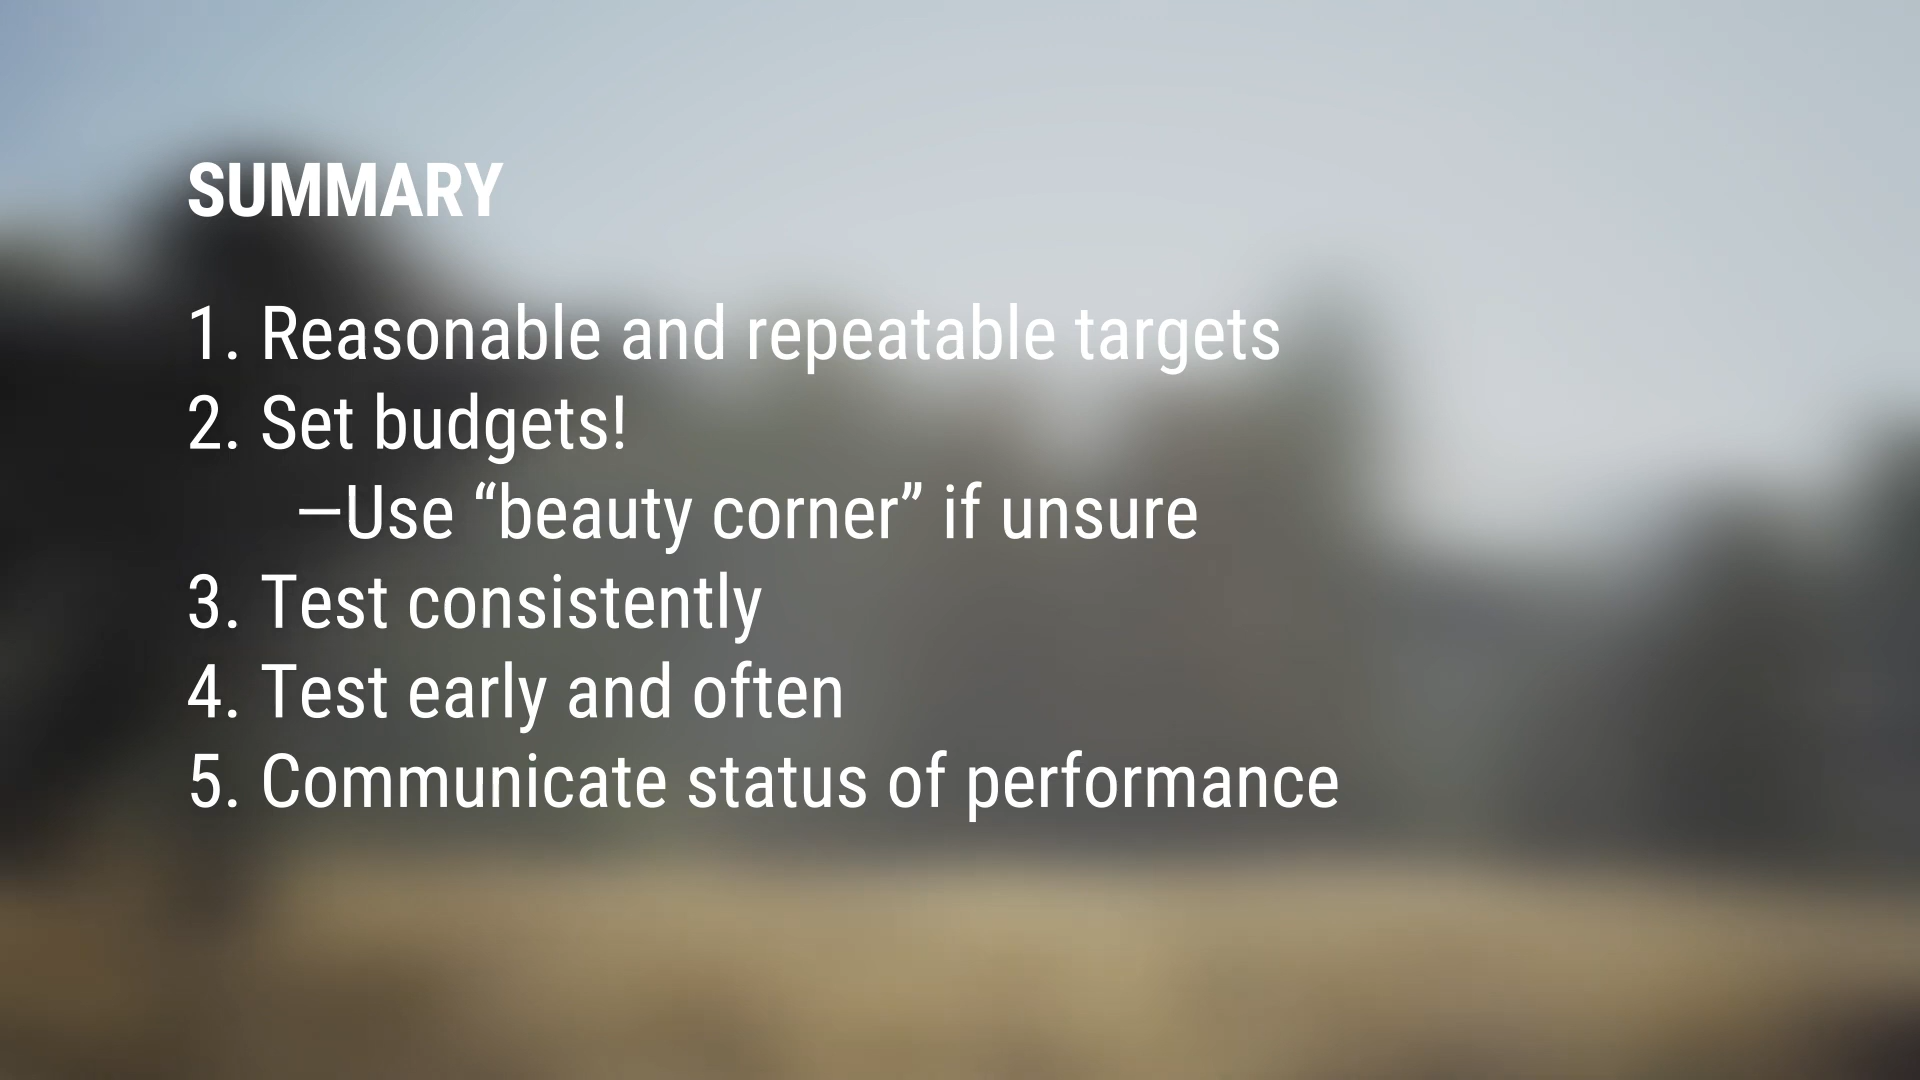 SUMMARY
1. Reasonable and repeatable targets
2. Set budgets!
—Use “beauty corner” if unsure
3. Test consistently
4. Test early and often
5. Communicate status of performance